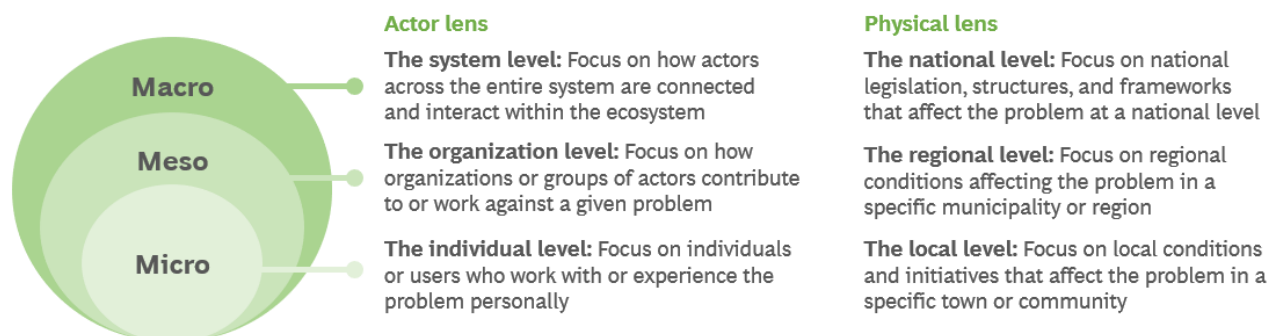 Macro
Meso
Micro
Actor lens
The system level: Focus on how actors
across the entire system are connected
and interact within the ecosystem
The organization level: Focus on how
organizations or groups of actors contribute
to or work against a given problem
The individual level: Focus on individuals
or users who work with or experience the
problem personally
Physical lens
The national level: Focus on national
legislation, structures, and frameworks
that affect the problem at a national level
The regional level: Focus on regional
conditions affecting the problem in a
specific municipality or region
The local level: Focus on local conditions
and initiatives that affect the problem in a
specific town or community